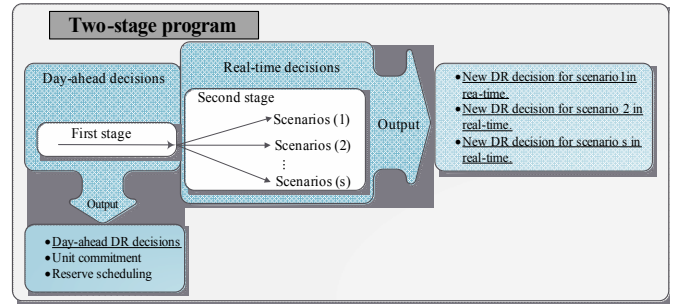 Two-stage program
Day-ahead decisions
First stage
Output
•Day-ahead DR decisions
•Unit commitment
•Reserve scheduling
Real-time decisions
Second stage
Scenarios (1)
Scenarios (2)
⋮
Scenarios (s)
Output
•New DR decision for scenario1in
rea-time.
•New DR decision for scenario 2 in
real-time.
•New DR decision for scenario s in
real-time.